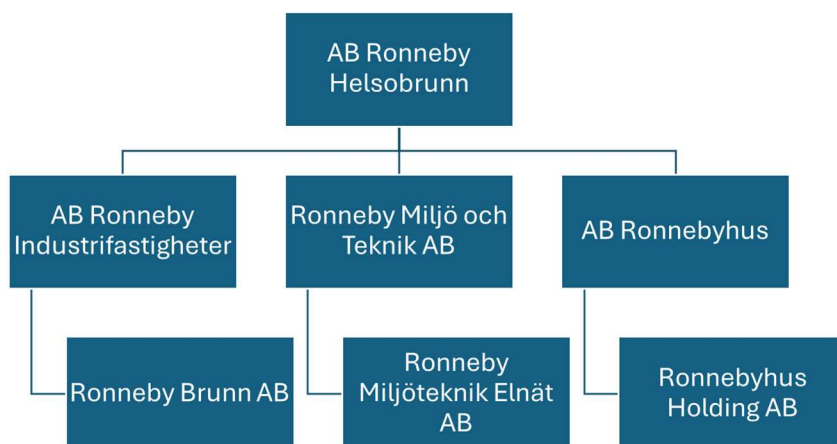 AB Ronneby
Helsobrunn
AB Ronneby
Industrifastigheter
Ronneby Miljö och
Teknik AB
AB Ronnebyhus
Ronneby Brunn AB
Ronneby
Miljöteknik Elnät
AB
Ronnebyhus
Holding AB